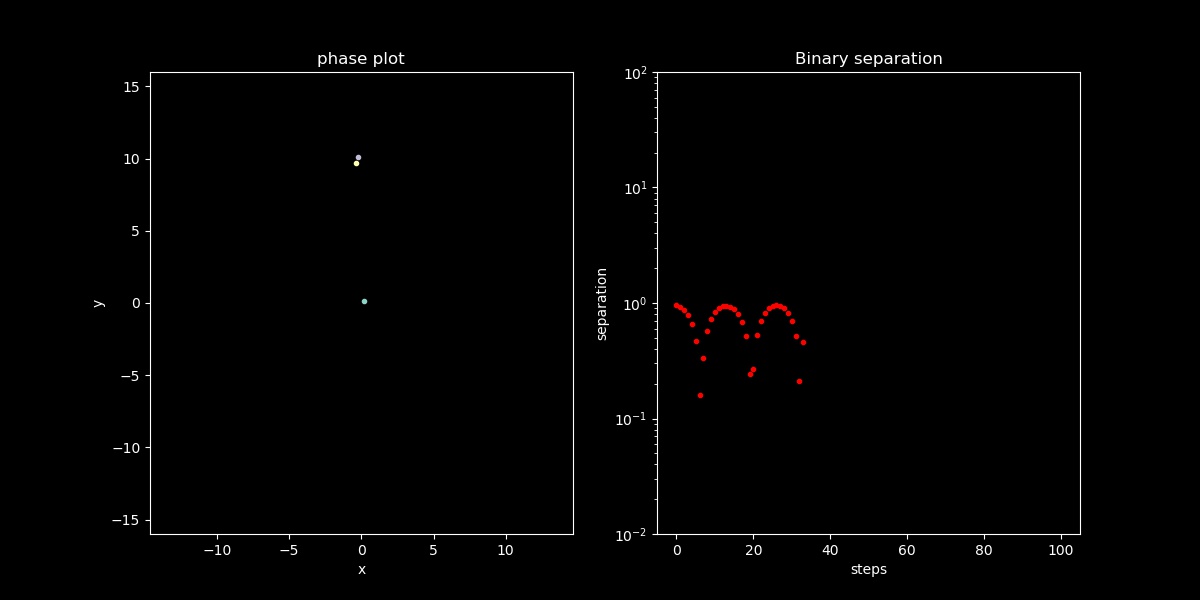 phase plot
15
10
5
0
−5
−10
−15
y
−10 −5 0 5 10
x
Binary separation
10²
10¹
10⁰
10⁻¹
10⁻²
separation
0 20 40 60 80 100
steps